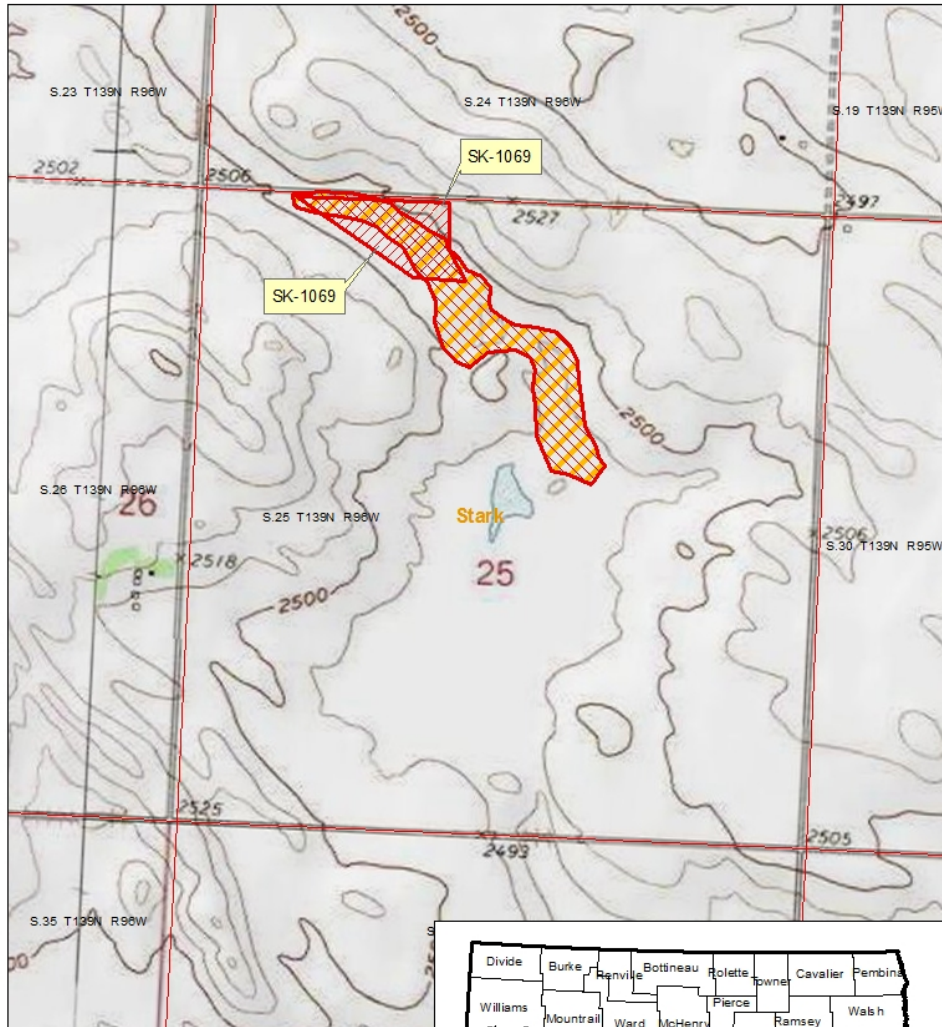 2500
S.23 T139N R96W
S.24 T139N R96W
S.19 T139N R95W
SK-1069
2502
2506
2527
2497
SK-1069
2500
S.26 T139N R96W
26
S.25 T139N R96W
Stark
2506
S.30 T139N R95W
2518
25
2500
2525
2493
2505
S.35 T139N R96W
Divide
Burke
Renville
Bottineau
Rolette
Towner
Cavalier
Pembina
Williams
Pierce
Walsh
Mountrail
Ward
McHenry
Ramsey